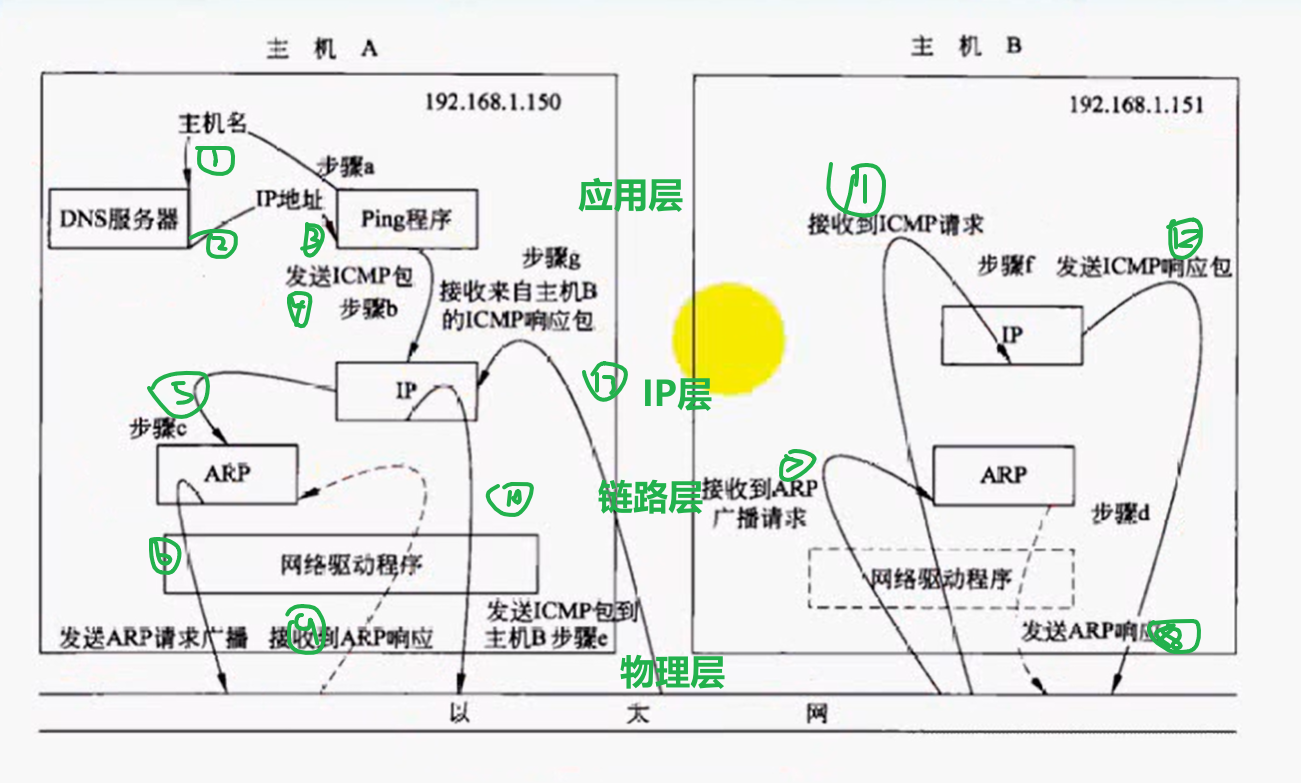 主 机 A
主 机 B
192.168.1.150
192.168.1.151
主机名
①
步骤a
DNS服务器
IP地址
Ping程序
②
③
应用层
⑪
接收到ICMP请求
⑫
步骤f
发送ICMP响应包
发送ICMP包
④
步骤b
步骤g
接收来自主机B
的ICMP响应包
IP
IP
⑬
IP层
⑤
步骤c
ARP
⑩
链路层
⑦
接收到ARP
广播请求
ARP
步骤d
⑥
网络驱动程序
网络驱动程序
发送ARP请求广播
⑨
接收到ARP响应
发送ICMP包到
主机B 步骤e
发送ARP响应
⑧
物理层
以 太 网